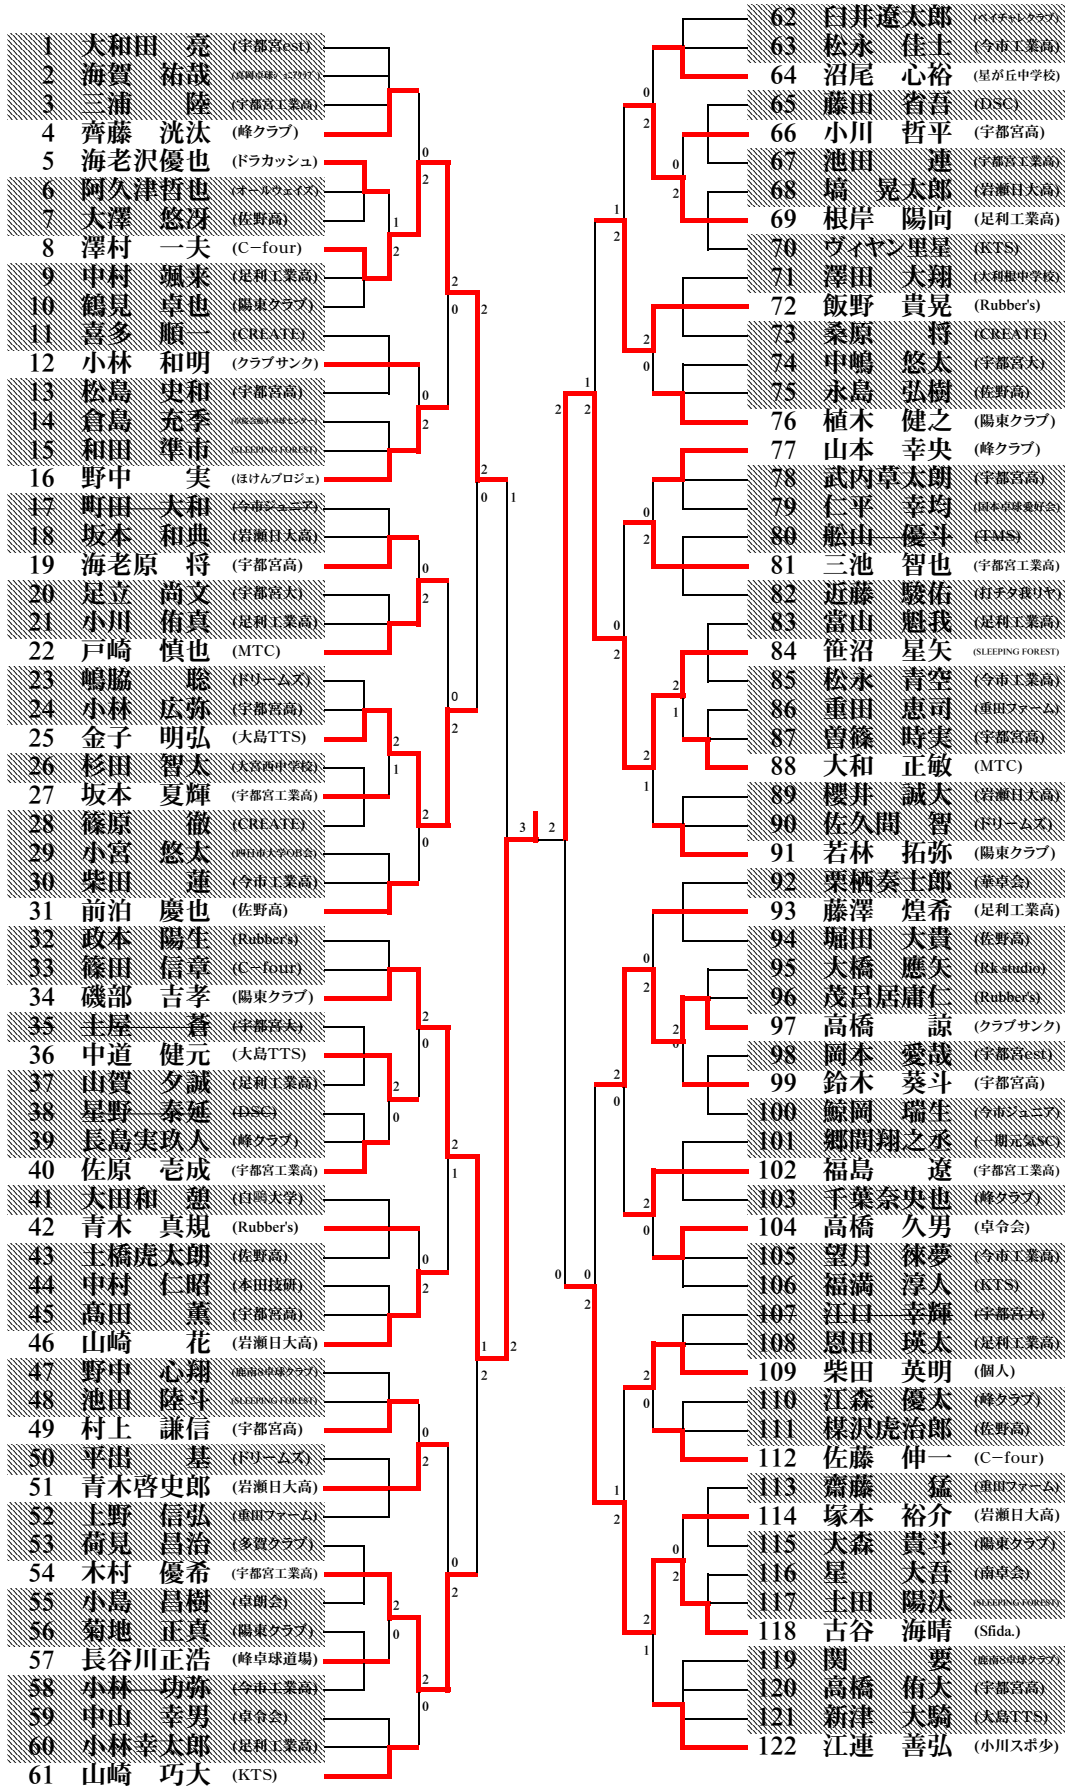 1 大和田 亮 (宇都宮est)
2 海賀 祐哉
3 三浦 陸 (宇都宮工業高)
4 齊藤 洸汰 (峰クラブ)
5 海老沢優也 (ドラカッシュ)
6 阿久津哲也 (オールウェイズ)
7 大澤 悠冴 (佐野高)
8 澤村 一夫 (C-four)
9 中村 颯来 (足利工業高)
10 鶴見 卓也 (陽東クラブ)
11 喜多 順一 (CREATE)
12 小林 和明 (クラブサンク)
13 松島 史和 (宇都宮高)
14 倉島 充季
15 和田 準市 (SLEEPING FOREST)
16 野中 実 (ほけんプロジェ)
17 町田 大和 (今市ジュニア)
18 坂本 和典 (岩瀬日大高)
19 海老原 将 (宇都宮高)
20 足立 尚文 (宇都宮大)
21 小川 侑真 (足利工業高)
22 戸崎 慎也 (MTC)
23 嶋脇 聡 (ドリームズ)
24 小林 広弥 (宇都宮高)
25 金子 明弘 (大島TTS)
26 杉田 智太 (大宮西中学校)
27 坂本 夏輝 (宇都宮工業高)
28 篠原 徹 (CREATE)
29 小宮 悠太 (四日市大学OB会)
30 柴田 蓮 (今市工業高)
31 前泊 慶也 (佐野高)
32 政本 陽生 (Rubber's)
33 篠田 信章 (C-four)
34 磯部 吉孝 (陽東クラブ)
35 土屋 蒼 (宇都宮大)
36 中道 健元 (大島TTS)
37 山賀 夕誠 (足利工業高)
38 星野 泰延 (DSC)
39 長島実玖人 (峰クラブ)
40 佐原 壱成 (宇都宮工業高)
41 大田和 憩 (白鴎大学)
42 青木 真規 (Rubber's)
43 土橋虎太朗 (佐野高)
44 中村 仁昭 (本田技研)
45 髙田 薫 (宇都宮高)
46 山崎 花 (岩瀬日大高)
47 野中 心翔 (鹿南S卓球クラブ)
48 池田 陸斗 (SLEEPING FOREST)
49 村上 謙信 (宇都宮高)
50 平出 基 (ドリームズ)
51 青木啓史郎 (岩瀬日大高)
52 上野 信弘 (重田ファーム)
53 荷見 昌治 (多賀クラブ)
54 木村 優希 (宇都宮工業高)
55 小島 昌樹 (卓朗会)
56 菊地 正真 (陽東クラブ)
57 長谷川正浩 (峰卓球道場)
58 小林 功弥 (今市工業高)
59 中山 幸男 (卓令会)
60 小林幸太郎 (足利工業高)
61 山崎 巧大 (KTS)
62 臼井遼太郎 (ペイチャレクラブ)
63 松永 佳士 (今市工業高)
64 沼尾 心裕 (星が丘中学校)
65 藤田 省吾 (DSC)
66 小川 哲平 (宇都宮高)
67 池田 連 (宇都宮工業高)
68 塙 晃太郎 (岩瀬日大高)
69 根岸 陽向 (足利工業高)
70 ヴィヤン里星 (KTS)
71 澤田 大翔 (大利根中学校)
72 飯野 貴晃 (Rubber's)
73 桑原 将 (CREATE)
74 中嶋 悠太 (宇都宮大)
75 永島 弘樹 (佐野高)
76 植木 健之 (陽東クラブ)
77 山本 幸央 (峰クラブ)
78 武内草太朗 (宇都宮高)
79 仁平 幸均 (国本卓球愛好会)
80 舩山 優斗 (TMS)
81 三池 智也 (宇都宮工業高)
82 近藤 駿佑 (打チタ我リヤ)
83 當山 魁我 (足利工業高)
84 笹沼 星矢 (SLEEPING FOREST)
85 松永 青空 (今市工業高)
86 重田 恵司 (重田ファーム)
87 曽篠 時実 (宇都宮高)
88 大和 正敏 (MTC)
89 櫻井 誠大 (岩瀬日大高)
90 佐久間 智 (ドリームズ)
91 若林 拓弥 (陽東クラブ)
92 栗栖奏士郎 (華卓会)
93 藤澤 煌希 (足利工業高)
94 堀田 大貴 (佐野高)
95 大橋 應矢 (Rk studio)
96 茂呂居庸仁 (Rubber's)
97 高橋 諒 (クラブサンク)
98 岡本 愛哉 (宇都宮est)
99 鈴木 葵斗 (宇都宮高)
100 鯨岡 瑞生 (今市ジュニア)
101 郷間翔之丞 (一期元気SC)
102 福島 遼 (宇都宮工業高)
103 千葉奈央也 (峰クラブ)
104 高橋 久男 (卓令会)
105 望月 徠夢 (今市工業高)
106 福満 淳人 (KTS)
107 江口 幸輝 (宇都宮大)
108 恩田 瑛太 (足利工業高)
109 柴田 英明 (個人)
110 江森 優太 (峰クラブ)
111 楳沢虎治郎 (佐野高)
112 佐藤 伸一 (C-four)
113 齋藤 猛 (重田ファーム)
114 塚本 裕介 (岩瀬日大高)
115 大森 貴斗 (陽東クラブ)
116 星 大吾 (南卓会)
117 土田 陽汰 (SLEEPING FOREST)
118 古谷 海晴 (Sfida.)
119 関 要 (鹿南S卓球クラブ)
120 高橋 侑大 (宇都宮高)
121 新津 大騎 (大島TTS)
122 江連 善弘 (小川スポ少)